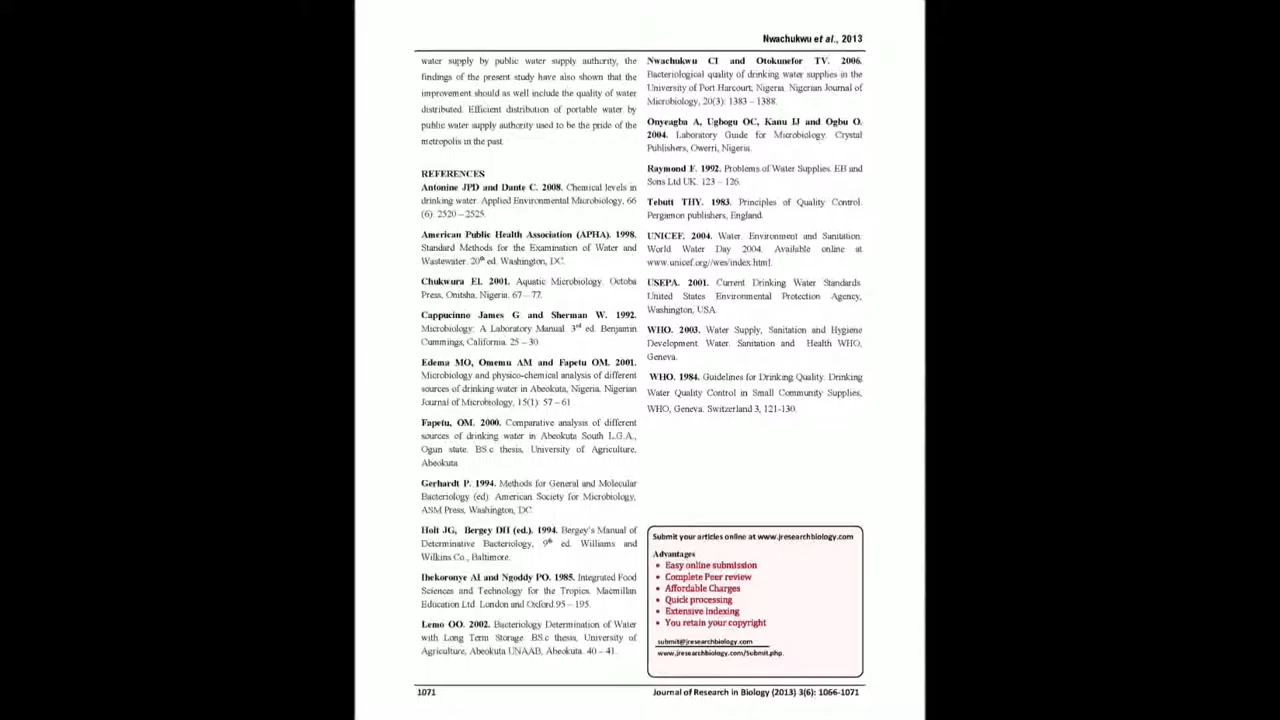 Nwachukwu et al., 2013
water supply by public water supply authority, the
findings of the present study have also shown that the
improvement should as well include the quality of water
distributed. Efficient distribution of portable water by
public water supply authority used to be the pride of the
metropolis in the past.
REFERENCES
Antonine JPD and Dante C. 2008. Chemical levels in
drinking water. Applied Environmental Microbiology, 66
(6): 2520 – 2525.
American Public Health Association (APHA). 1998.
Standard Methods for the Examination of Water and
Wastewater. 20th ed. Washington, DC.
Chukwura EI. 2001. Aquatic Microbiology. Octoba
Press, Onitsha, Nigeria. 67 – 77.
Cappucinno James G and Sherman W. 1992.
Microbiology: A Laboratory Manual. 3rd ed. Benjamin
Cummings, California. 25 – 30.
Edema MO, Omemu AM and Fapetu OM. 2001.
Microbiology and physico-chemical analysis of different
sources of drinking water in Abeokuta, Nigeria. Nigerian
Journal of Microbiology, 15(1): 57 – 61
Fapetu, OM. 2000. Comparative analysis of different
sources of drinking water in Abeokuta South L.G.A.,
Ogun state. BS.c thesis, University of Agriculture,
Abeokuta.
Gerhardt P. 1994. Methods for General and Molecular
Bacteriology (ed). American Society for Microbiology,
ASM Press, Washington, DC.
Holt JG, Bergey DH (ed.). 1994. Bergey's Manual of
Determinative Bacteriology, 9th ed. Williams and
Wilkins Co., Baltimore.
Ihekoronye AI and Ngoddy PO. 1985. Integrated Food
Sciences and Technology for the Tropics. Macmillan
Education Ltd. London and Oxford.95 – 195.
Lemo OO. 2002. Bacteriology Determination of Water
with Long Term Storage .BS.c thesis, University of
Agriculture, Abeokuta UNAAB, Abeokuta. 40 – 41.
Nwachukwu CI and Otokunefor TV. 2006.
Bacteriological quality of drinking water supplies in the
University of Port Harcourt, Nigeria. Nigerian Journal of
Microbiology, 20(3): 1383 – 1388.
Onyeagba A, Ugbogu OC, Kanu IJ and Ogbu O.
2004. Laboratory Guide for Microbiology. Crystal
Publishers, Owerri, Nigeria.
Raymond F. 1992. Problems of Water Supplies. EB and
Sons Ltd UK. 123 – 126.
Tebutt THY. 1983. Principles of Quality Control.
Pergamon publishers, England.
UNICEF. 2004. Water, Environment and Sanitation.
World Water Day 2004. Available online at
www.unicef.org//wes/index.html.
USEPA. 2001. Current Drinking Water Standards.
United States Environmental Protection Agency,
Washington, USA.
WHO. 2003. Water Supply, Sanitation and Hygiene
Development. Water. Sanitation and Health WHO,
Geneva.
WHO. 1984. Guidelines for Drinking Quality. Drinking
Water Quality Control in Small Community Supplies,
WHO, Geneva. Switzerland 3, 121-130.
Submit your articles online at www.jresearchbiology.com
Advantages
• Easy online submission
• Complete Peer review
• Affordable Charges
• Quick processing
• Extensive indexing
• You retain your copyright
submit@jresearchbiology.com
www.jresearchbiology.com/Submit.php.
1071
Journal of Research in Biology (2013) 3(6): 1066-1071